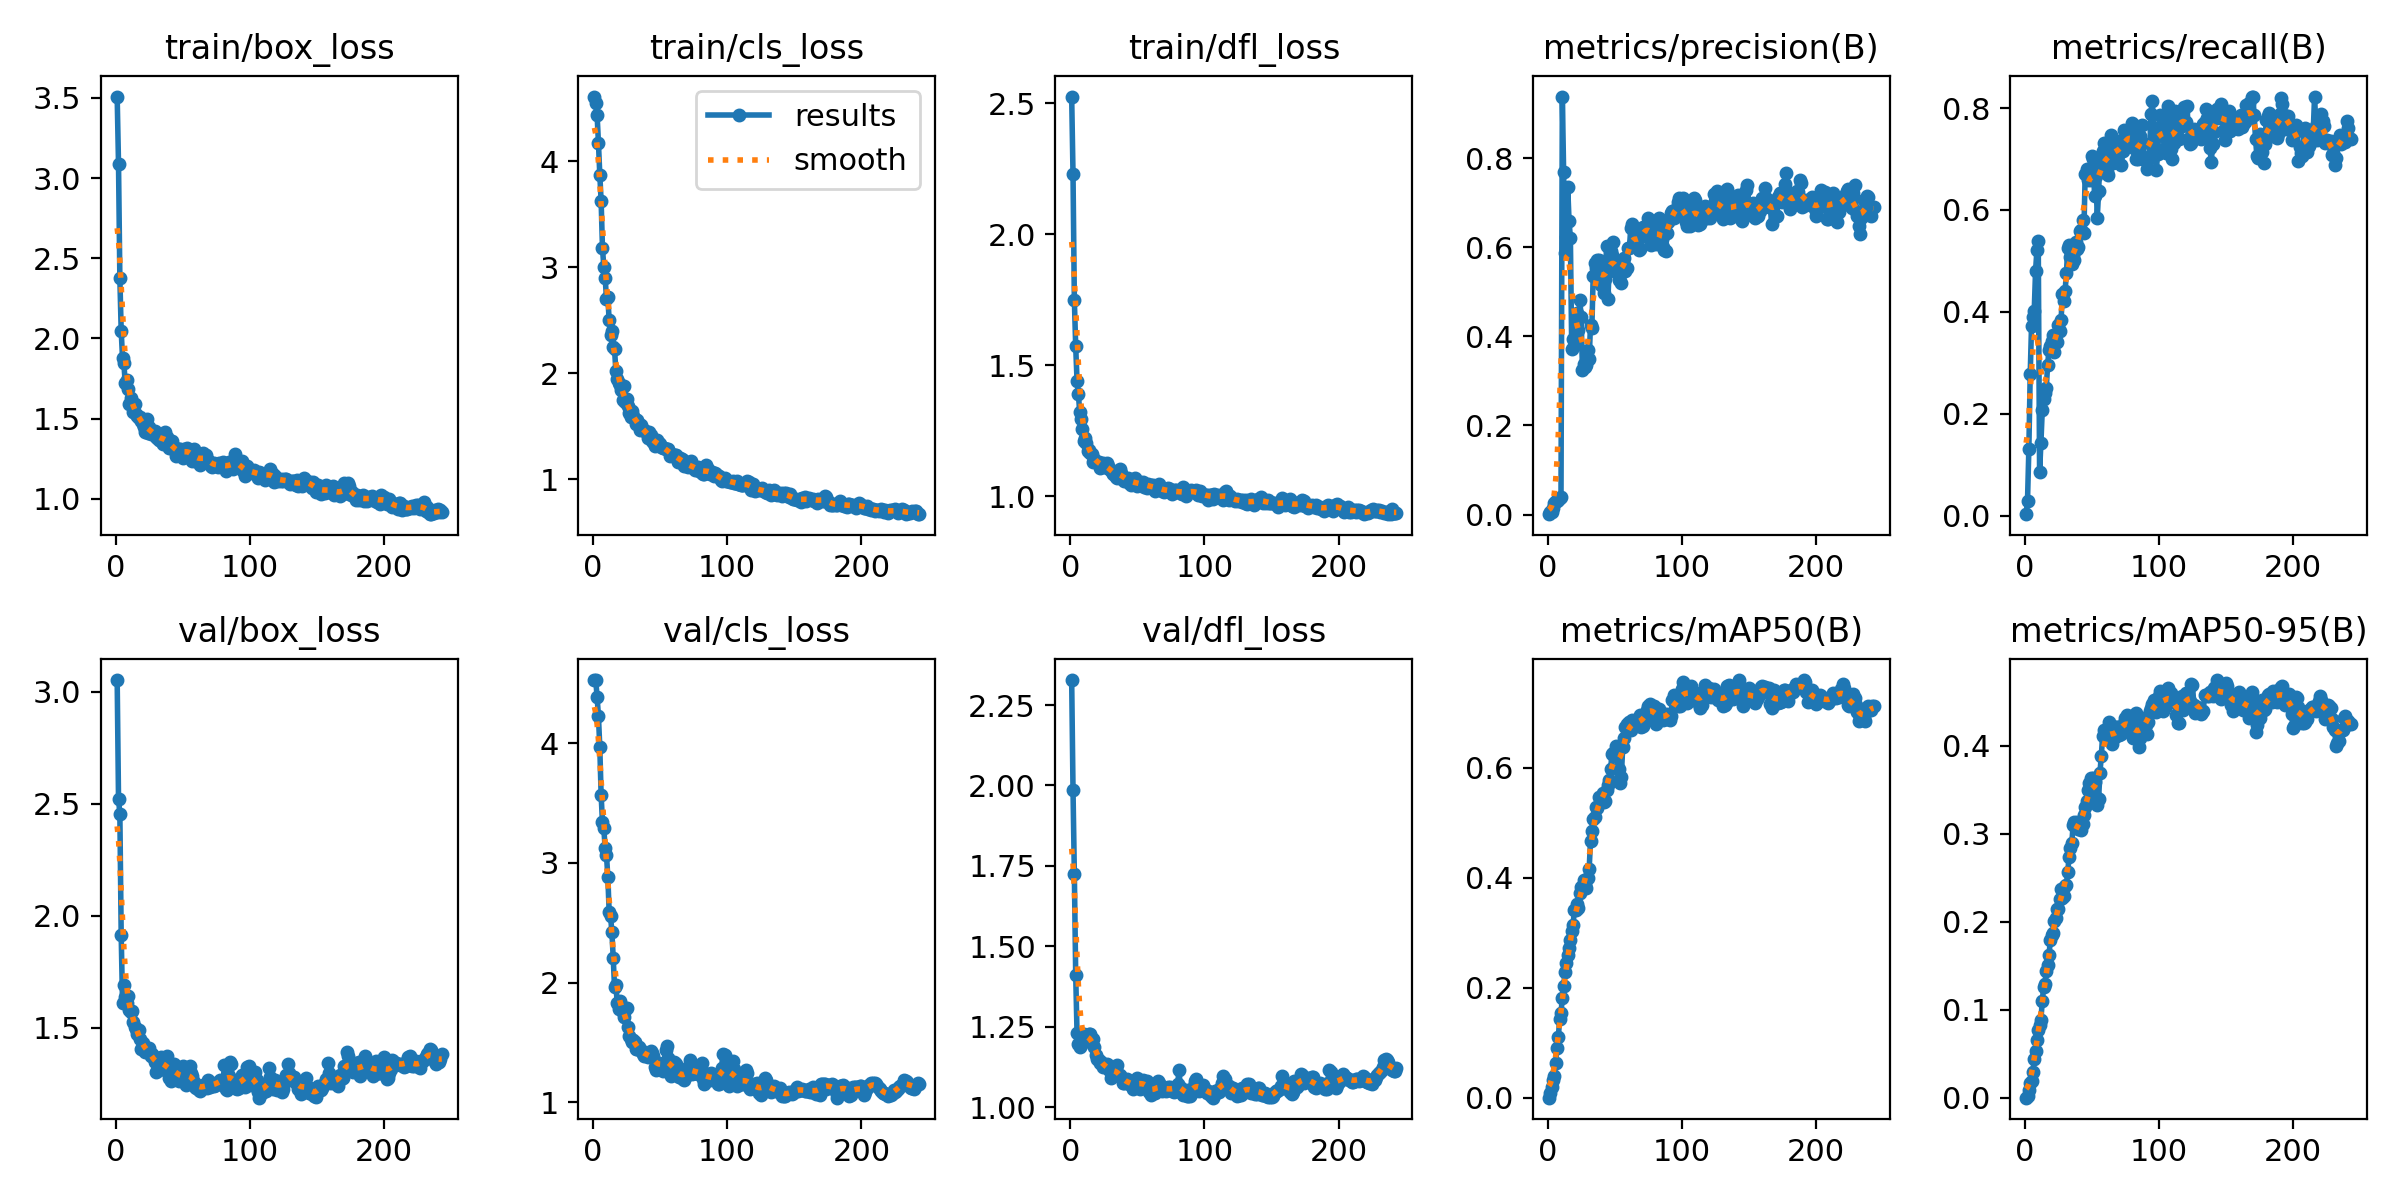 train/box_loss
3.5
3.0
2.5
2.0
1.5
1.0
0 100 200
train/cls_loss
results
smooth
4
3
2
1
0 100 200
train/dfl_loss
2.5
2.0
1.5
1.0
0 100 200
metrics/precision(B)
0.8
0.6
0.4
0.2
0.0
0 100 200
metrics/recall(B)
0.8
0.6
0.4
0.2
0.0
0 100 200
val/box_loss
3.0
2.5
2.0
1.5
0 100 200
val/cls_loss
4
3
2
1
0 100 200
val/dfl_loss
2.25
2.00
1.75
1.50
1.25
1.00
0 100 200
metrics/mAP50(B)
0.6
0.4
0.2
0.0
0 100 200
metrics/mAP50-95(B)
0.4
0.3
0.2
0.1
0.0
0 100 200